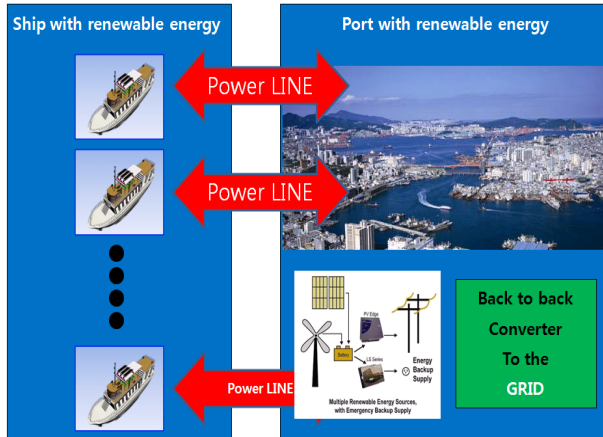 Ship with renewable energy
Port with renewable energy
Power LINE
Power LINE
Power LINE
PV Edge
Battery
LS Series
Energy
Backup
Supply
Multiple Renewable Energy Sources,
with Emergency Backup Supply
Back to back
Converter
To the
GRID